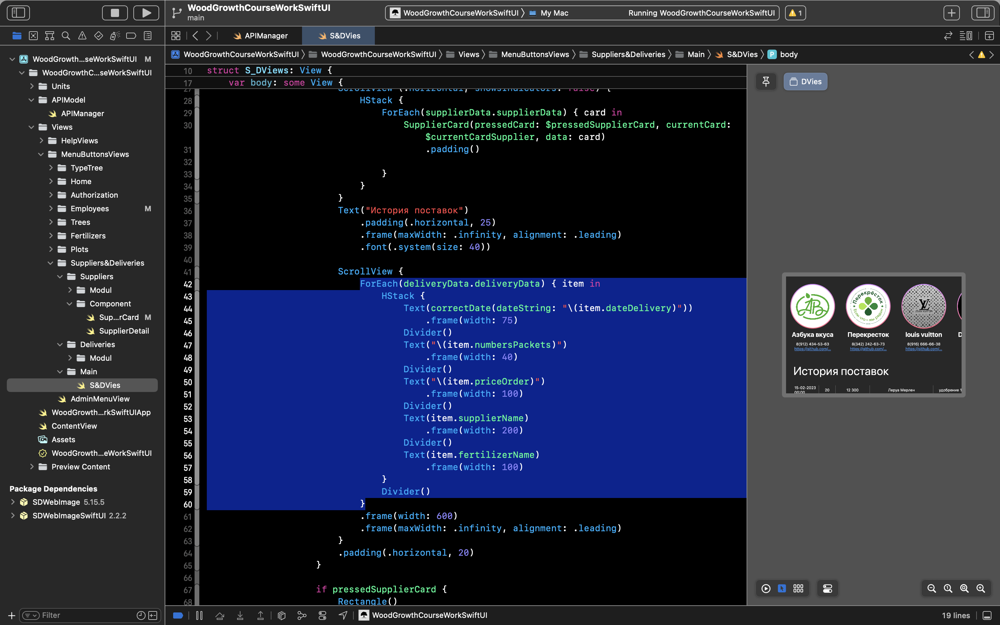 WoodGrowthCourseWorkSwiftUI
main
WoodGrowthCourseWorkSwiftUI 〉 My Mac
Running WoodGrowthCourseWorkSwiftUI
1
APIManager
S&DVies
WoodGrowthCourseWorkSwiftUI 〉 WoodGrowthCourseWorkSwiftUI 〉 Views 〉 MenuButtonsViews 〉 Suppliers&Deliveries 〉 Main 〉 S&DVies 〉 P body
WoodGrowth...seWorkSwiftUI M
WoodGrowthC...seWorkSwiftUI
Units
APIModel
APIManager
Views
HelpViews
MenuButtonsViews
TypeTree
Home
Authorization
Employees M
Trees
Fertilizers
Plots
Suppliers&Deliveries
Suppliers
Modul
Component
Sup...rCard M
SupplierDetail
Deliveries
Modul
Main
S&DVies
AdminMenuView
WoodGrowth...rkSwiftUIApp
ContentView
Assets
WoodGrowth...eWorkSwiftUI
Preview Content
Package Dependencies
SDWebImage 5.15.5
SDWebImageSwiftUI 2.2.2
Filter
10 struct S_DViews: View {
17 var body: some View {
27 ScrollView (.horizontal, showsIndicators: false) {
28 HStack {
29 ForEach(supplierData.supplierData) { card in
30 SupplierCard(pressedCard: $pressedSupplierCard, currentCard:
$currentCardSupplier, data: card)
31 .padding()
32
33 }
34 }
35 }
36 Text("История поставок")
37 .padding(.horizontal, 25)
38 .frame(maxWidth: .infinity, alignment: .leading)
39 .font(.system(size: 40))
40
41 ScrollView {
42 ForEach(deliveryData.deliveryData) { item in
43 HStack {
44 Text(correctDate(dateString: "\(item.dateDelivery)"))
45 .frame(width: 75)
46 Divider()
47 Text("\(item.numbersPackets)")
48 .frame(width: 40)
49 Divider()
50 Text("\(item.priceOrder)")
51 .frame(width: 100)
52 Divider()
53 Text(item.supplierName)
54 .frame(width: 200)
55 Divider()
56 Text(item.fertilizerName)
57 .frame(width: 100)
58 }
59 Divider()
60 }
61 .frame(width: 600)
62 .frame(maxWidth: .infinity, alignment: .leading)
63 }
64 .padding(.horizontal, 20)
65 }
66
67 if pressedSupplierCard {
68 Rectangle()
DVies
АВ
Перекрёсток
Если что – мы рядом
LV
Азбука вкуса
Перекресток
louis vuitton
8(912) 434-53-63
8(342) 242-63-73
8(916) 666-66-38
https://github.com/...
https://github.com/...
https://github.com/...
История поставок
15-02-2023 20 12 300 Леруа Мерлен удобрение 1
00:00
WoodGrowthCourseWorkSwiftUI
19 lines